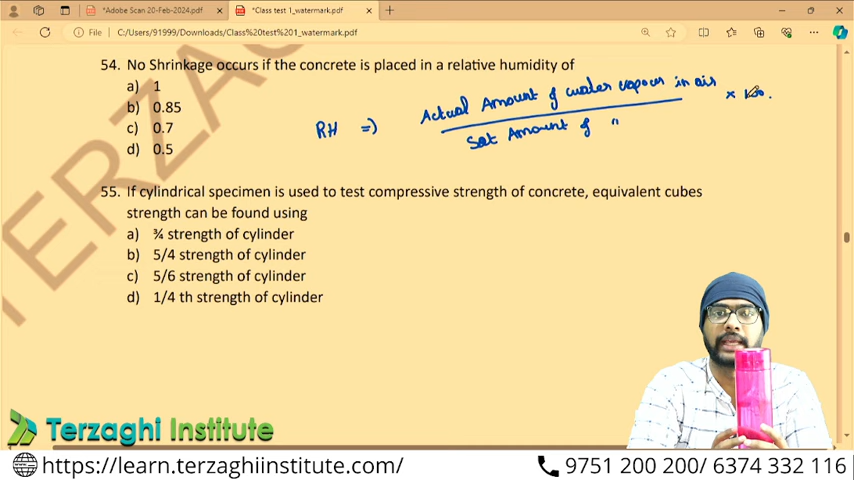 *Adobe Scan 20-Feb-2024.pdf
*Class test 1_watermark.pdf
File
C:/Users/91999/Downloads/Class%20test%201_watermark.pdf
TERZAGH
54. No Shrinkage occurs if the concrete is placed in a relative humidity of
a) 1
b) 0.85
c) 0.7
d) 0.5
RH => Actual Amount of water vapour in air × 100.
Sat Amount of "
55. If cylindrical specimen is used to test compressive strength of concrete, equivalent cubes
strength can be found using
a) ¾ strength of cylinder
b) 5/4 strength of cylinder
c) 5/6 strength of cylinder
d) 1/4 th strength of cylinder
Terzaghi Institute
https://learn.terzaghiinstitute.com/
9751 200 200/ 6374 332 116